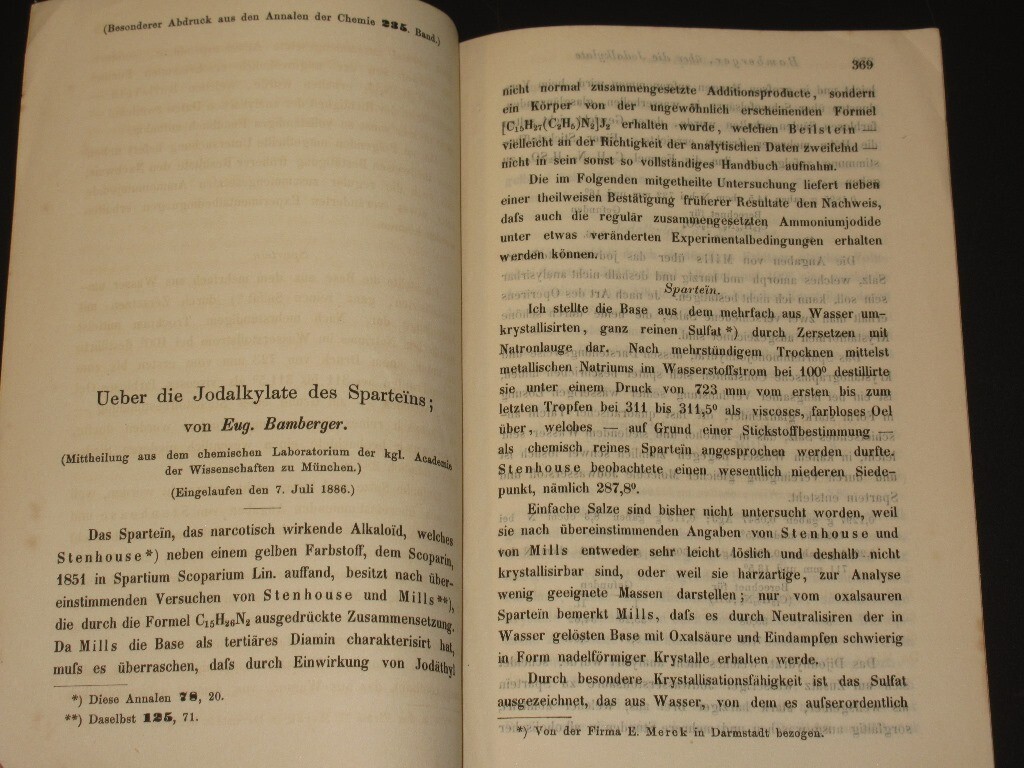 (Besonderer Abdruck aus den Annalen der Chemie 225. Band.)
Ueber die Jodalkylate des Sparteïns;
von Eug. Bamberger.
(Mittheilung aus dem chemischen Laboratorium der kgl. Academie
der Wissenschaften zu München.)
(Eingelaufen den 7. Juli 1886.)
Das Sparteïn, das narcotisch wirkende Alkaloïd, welches
Stenhouse*) neben einem gelben Farbstoff, dem Scoparin,
1851 in Spartium Scoparium Lin. auffand, besitzt nach über-
einstimmenden Versuchen von Stenhouse und Mills**),
die durch die Formel C₁₅H₂₆N₂ ausgedrückte Zusammensetzung.
Da Mills die Base als tertiäres Diamin charakterisirt hat,
muſs es überraschen, daſs durch Einwirkung von Jodäthyl
*) Diese Annalen 78, 20.
**) Daselbst 125, 71.
369
nicht normal zusammengesetzte Additionsproducte, sondern
ein Körper von der ungewöhnlich erscheinenden Formel
[C₁₅H₂₇(C₂H₅)N₂]J₂ erhalten wurde, welchen Beilstein —
vielleicht an der Richtigkeit der analytischen Daten zweifelnd —
nicht in sein sonst so vollständiges Handbuch aufnahm.
Die im Folgenden mitgetheilte Untersuchung liefert neben
einer theilweisen Bestätigung früherer Resultate den Nachweis,
daſs auch die regulär zusammengesetzten Ammoniumjodide
unter etwas veränderten Experimentalbedingungen erhalten
werden können.
Sparteïn.
Ich stellte die Base aus dem mehrfach aus Wasser um-
krystallisirten, ganz reinen Sulfat*) durch Zersetzen mit
Natronlauge dar. Nach mehrstündigem Trocknen mittelst
metallischen Natriums im Wasserstoffstrom bei 100⁰ destillirte
sie unter einem Druck von 723 mm vom ersten bis zum
letzten Tropfen bei 311 bis 311,5⁰ als viscoses, farbloses Oel
über, welches — auf Grund einer Stickstoffbestimmung —
als chemisch reines Sparteïn angesprochen werden durfte.
Stenhouse beobachtete einen wesentlich niederen Siede-
punkt, nämlich 287,8⁰.
Einfache Salze sind bisher nicht untersucht worden, weil
sie nach übereinstimmenden Angaben von Stenhouse und
von Mills entweder sehr leicht löslich und deshalb nicht
krystallisirbar sind, oder weil sie harzartige, zur Analyse
wenig geeignete Massen darstellen; nur vom oxalsauren
Sparteïn bemerkt Mills, daſs es durch Neutralisiren der in
Wasser gelösten Base mit Oxalsäure und Eindampfen schwierig
in Form nadelförmiger Krystalle erhalten werde.
Durch besondere Krystallisationsfähigkeit ist das Sulfat
ausgezeichnet, das aus Wasser, von dem es auſserordentlich
*) Von der Firma E. Merck in Darmstadt bezogen.